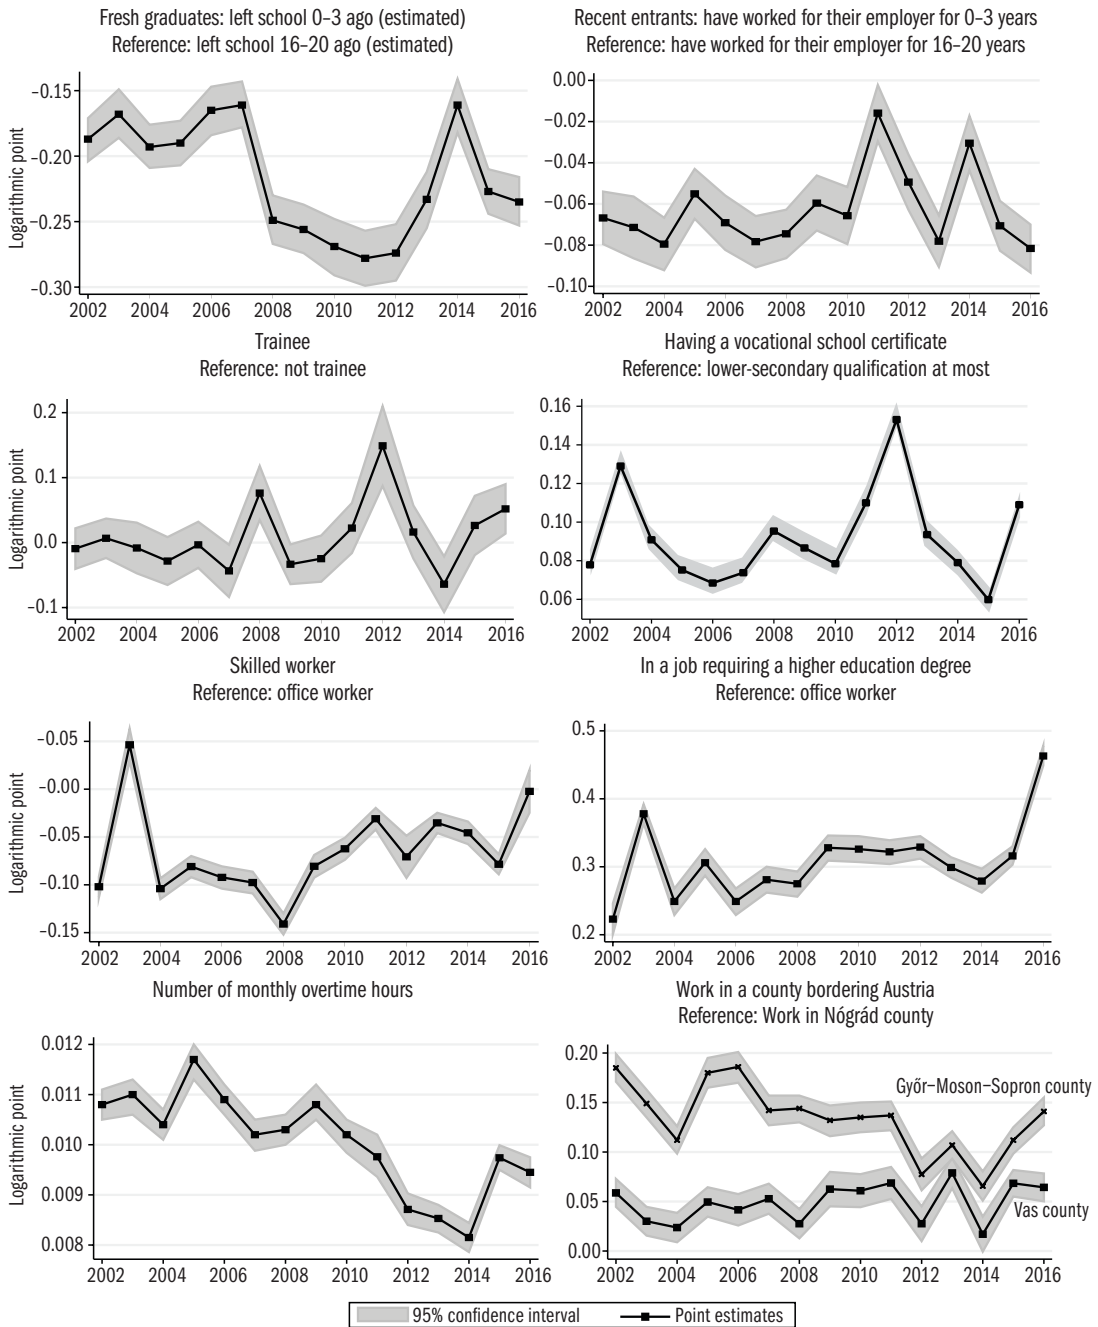 Fresh graduates: left school 0–3 ago (estimated)
Reference: left school 16–20 ago (estimated)
Logarithmic point
−0.15
−0.20
−0.25
−0.30
2002 2004 2006 2008 2010 2012 2014 2016
Recent entrants: have worked for their employer for 0–3 years
Reference: have worked for their employer for 16–20 years
0.00
−0.02
−0.04
−0.06
−0.08
−0.10
2002 2004 2006 2008 2010 2012 2014 2016
Trainee
Reference: not trainee
Logarithmic point
0.2
0.1
0.0
−0.1
2002 2004 2006 2008 2010 2012 2014 2016
Having a vocational school certificate
Reference: lower-secondary qualification at most
0.16
0.14
0.12
0.10
0.08
0.06
2002 2004 2006 2008 2010 2012 2014 2016
Skilled worker
Reference: office worker
Logarithmic point
−0.05
−0.00
−0.05
−0.10
−0.15
2002 2004 2006 2008 2010 2012 2014 2016
In a job requiring a higher education degree
Reference: office worker
0.5
0.4
0.3
0.2
2002 2004 2006 2008 2010 2012 2014 2016
Number of monthly overtime hours
Logarithmic point
0.012
0.011
0.010
0.009
0.008
2002 2004 2006 2008 2010 2012 2014 2016
Work in a county bordering Austria
Reference: Work in Nógrád county
0.20
0.15
0.10
0.05
0.00
Győr–Moson–Sopron county
Vas county
2002 2004 2006 2008 2010 2012 2014 2016
95% confidence interval
Point estimates